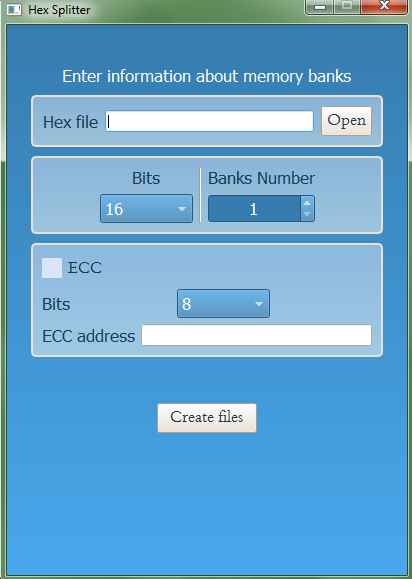 Hex Splitter
Enter information about memory banks
Hex file
Open
Bits
Banks Number
16
1
ECC
Bits
8
ECC address
Create files